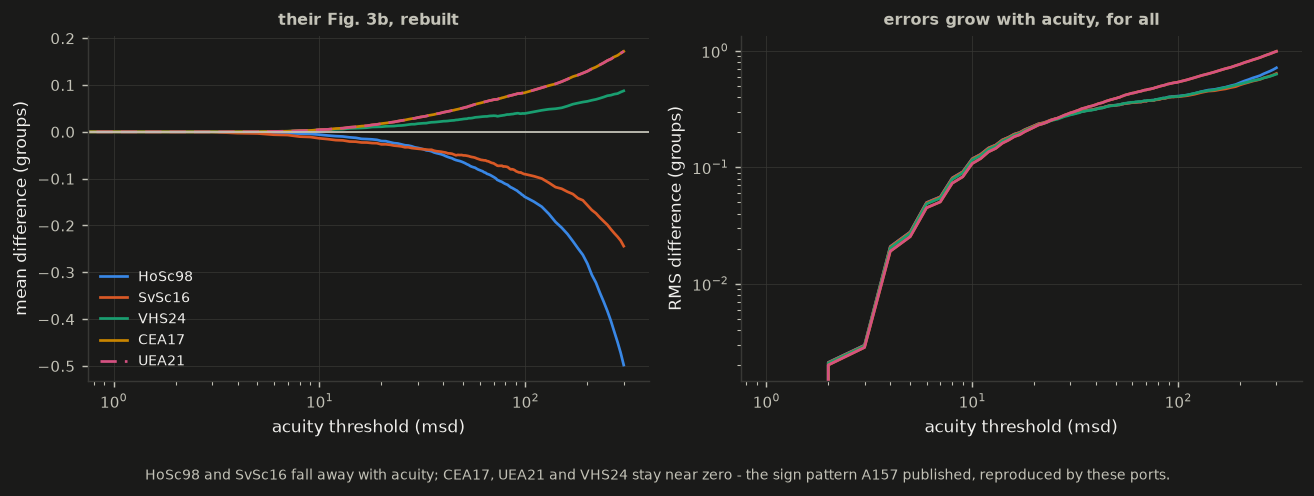 their Fig. 3b, rebuilt
mean difference (groups)
0.2
0.1
0.0
−0.1
−0.2
−0.3
−0.4
−0.5
HoSc98
SvSc16
VHS24
CEA17
UEA21
10⁰
10¹
10²
acuity threshold (msd)
errors grow with acuity, for all
RMS difference (groups)
10⁰
10⁻¹
10⁻²
10⁰
10¹
10²
acuity threshold (msd)
HoSc98 and SvSc16 fall away with acuity; CEA17, UEA21 and VHS24 stay near zero - the sign pattern A157 published, reproduced by these ports.